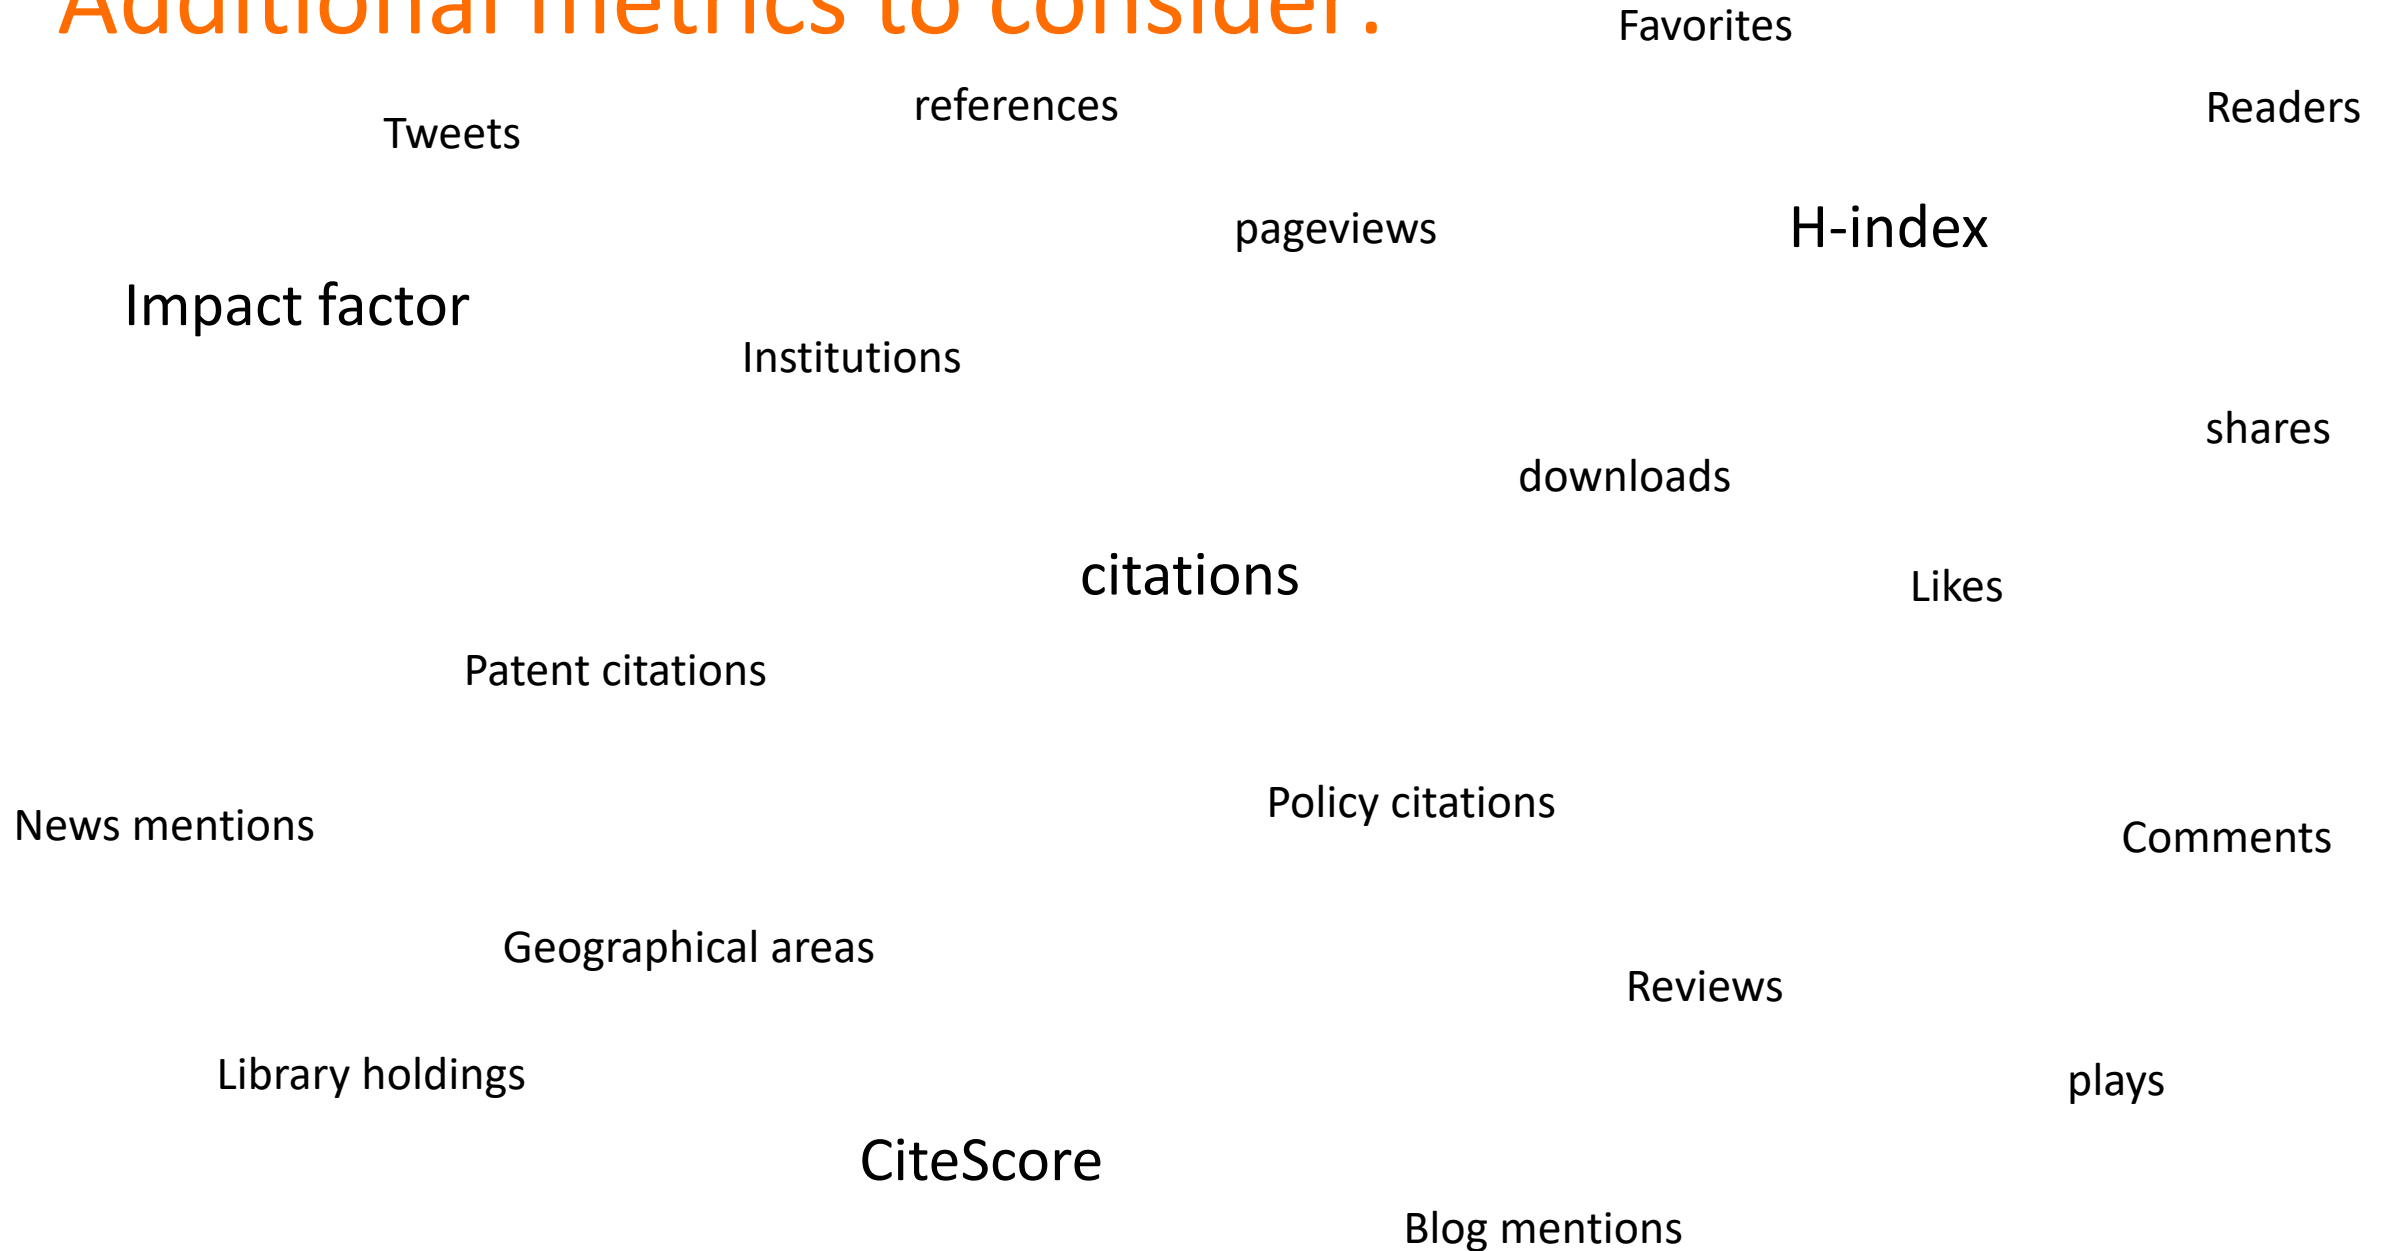 Additional metrics to consider:
Favorites
references
Readers
Tweets
pageviews
H-index
Impact factor
Institutions
shares
downloads
citations
Likes
Patent citations
Policy citations
News mentions
Comments
Geographical areas
Reviews
Library holdings
plays
CiteScore
Blog mentions